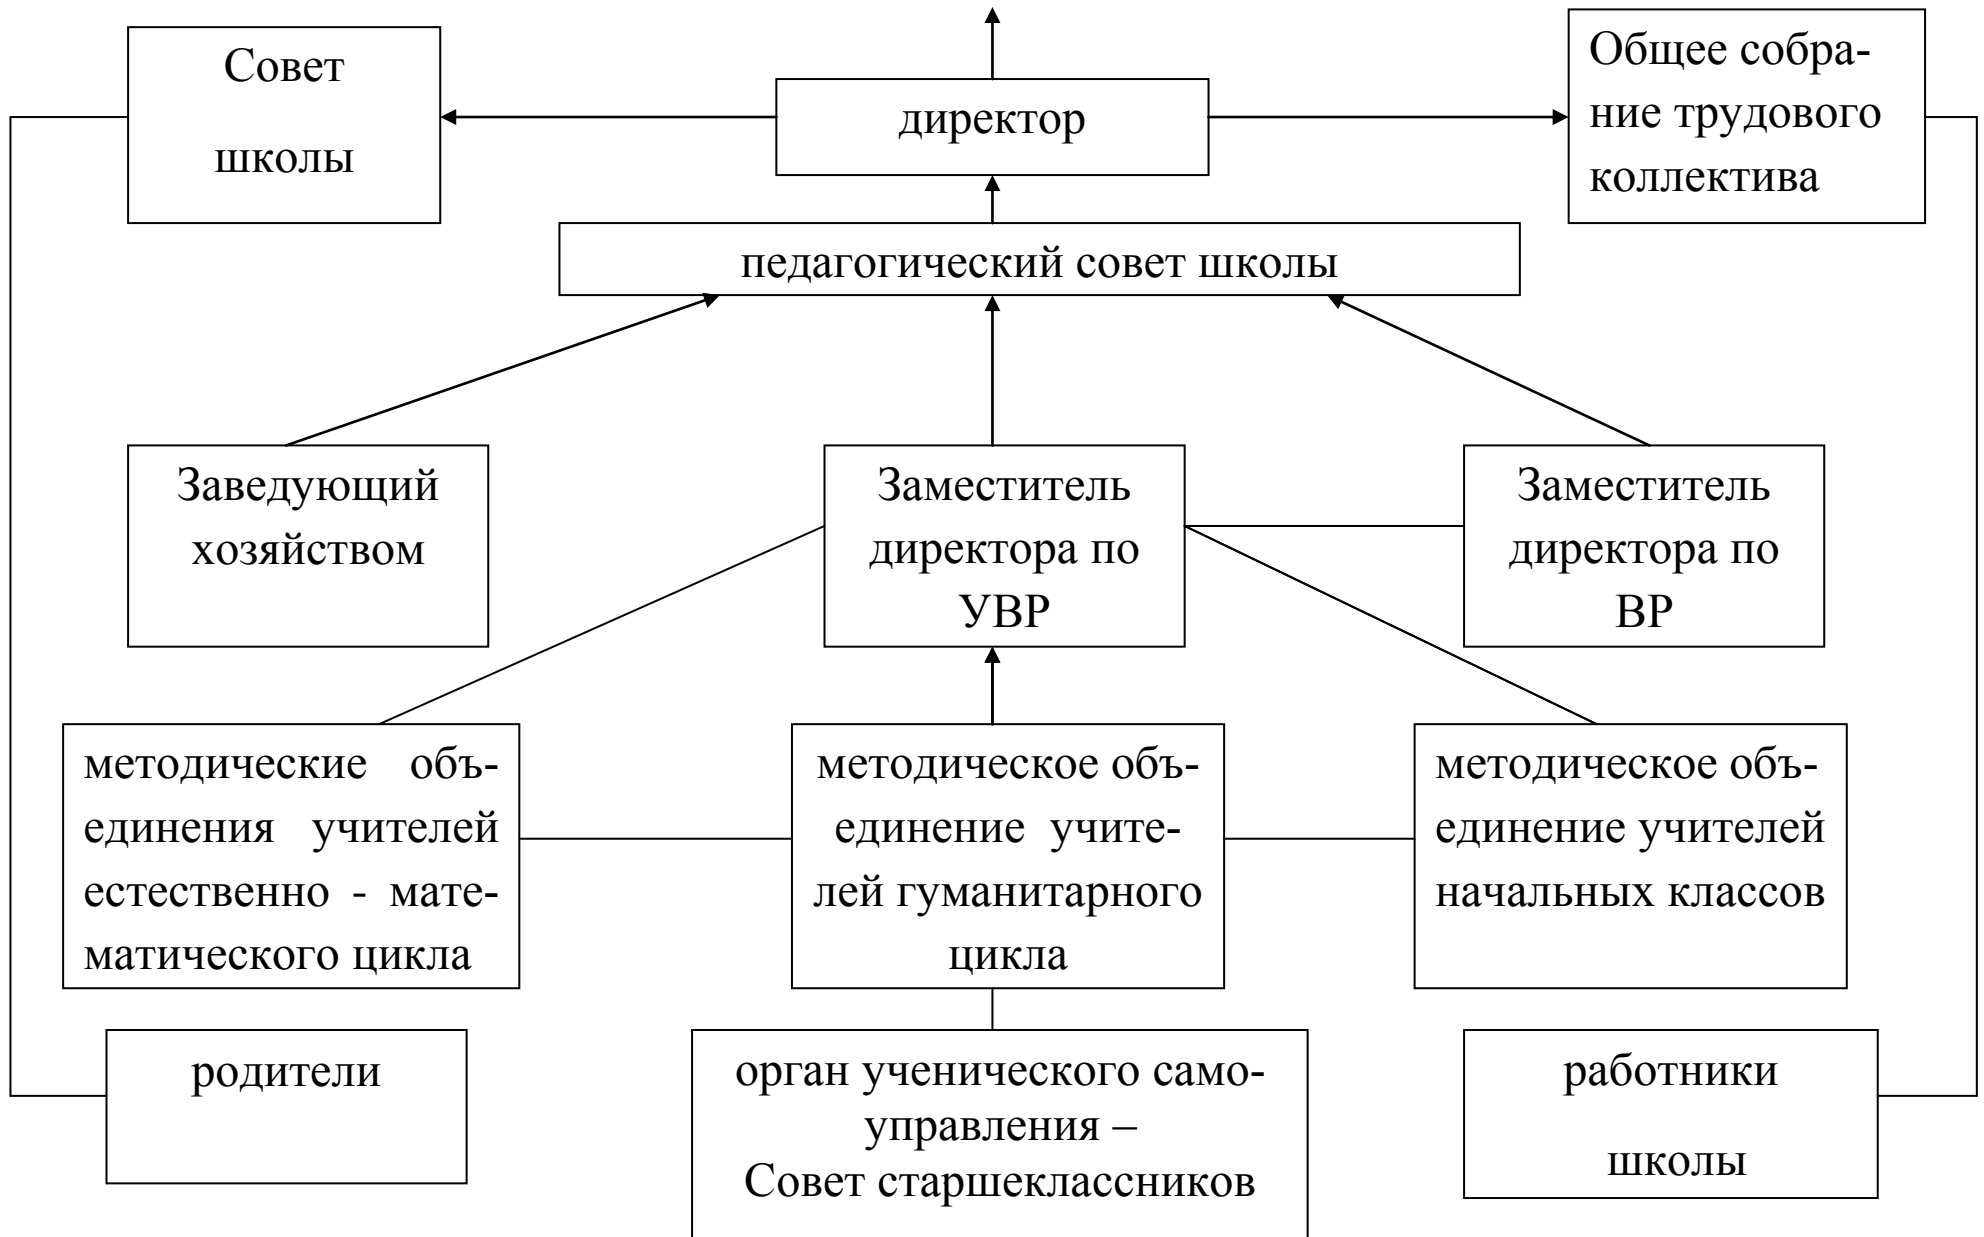 Совет
школы
директор
Общее собра-
ние трудового
коллектива
педагогический совет школы
Заведующий
хозяйством
Заместитель
директора по
УВР
Заместитель
директора по
ВР
методические объ-
единения учителей
естественно - мате-
матического цикла
методическое объ-
единение учите-
лей гуманитарного
цикла
методическое объ-
единение учителей
начальных классов
родители
орган ученического само-
управления –
Совет старшеклассников
работники
школы